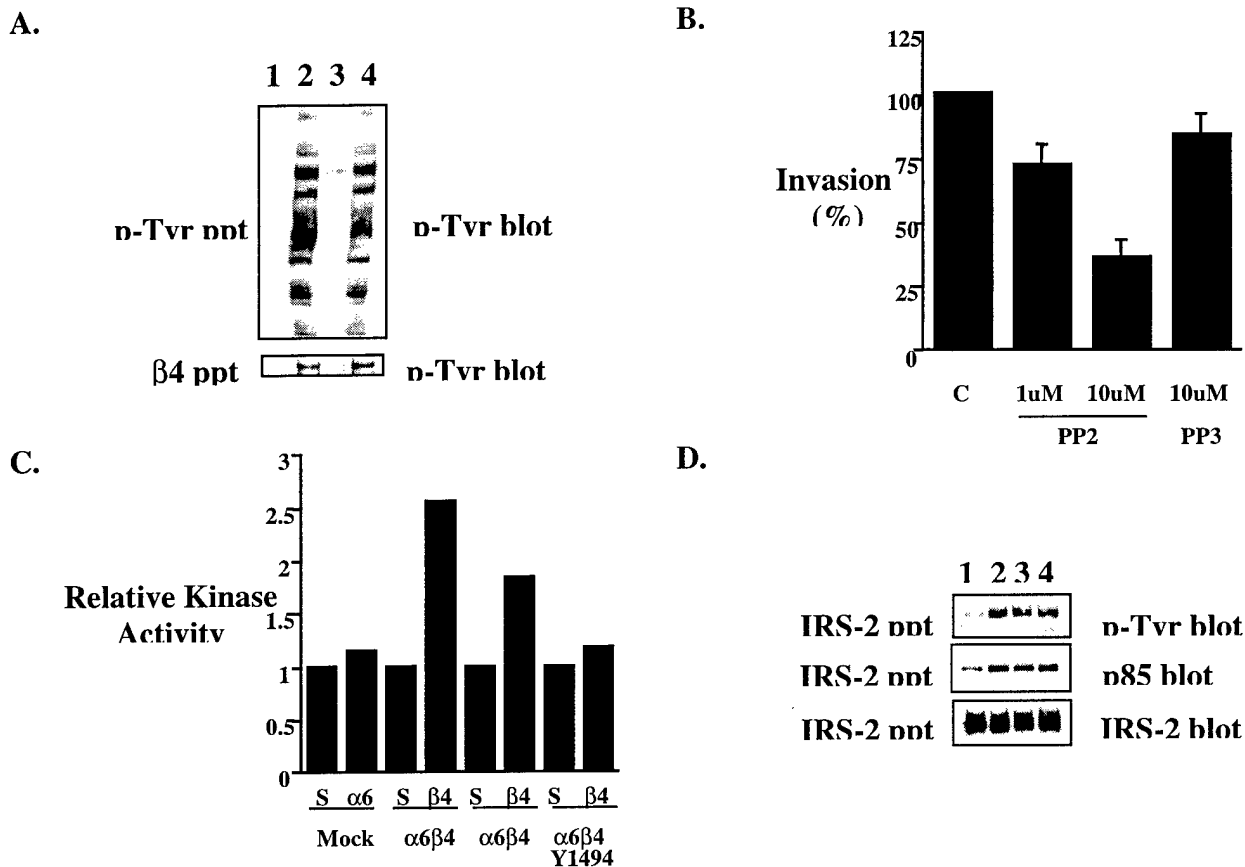 A.
1 2 3 4
p-Tyr ppt
p-Tyr blot
β4 ppt
p-Tyr blot
B.
125
100
75
50
25
0
Invasion
(%)
C
1uM
10uM
10uM
PP2
PP3
C.
3
2.5
2
1.5
1
0.5
0
Relative Kinase
Activity
S α6 S β4 S β4 S β4
Mock
α6β4
α6β4
α6β4
Y1494
D.
1 2 3 4
IRS-2 ppt
p-Tyr blot
IRS-2 ppt
p85 blot
IRS-2 ppt
IRS-2 blot